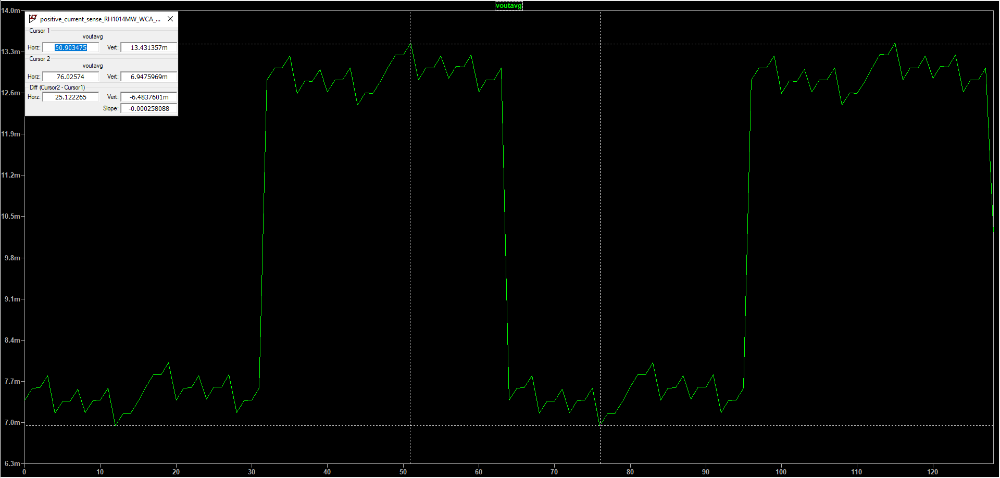 voutavg
14.0m
13.3m
12.6m
11.9m
11.2m
10.5m
9.8m
9.1m
8.4m
7.7m
7.0m
6.3m
positive_current_sense_RH1014MW_WCA_...
Cursor 1
voutavg
Horz: 50.903475 Vert: 13.431357m
Cursor 2
voutavg
Horz: 76.02574 Vert: 6.9475969m
Diff (Cursor2 - Cursor1)
Horz: 25.122265 Vert: -6.4837601m
Slope: -0.000258088
0 10 20 30 40 50 60 70 80 90 100 110 120